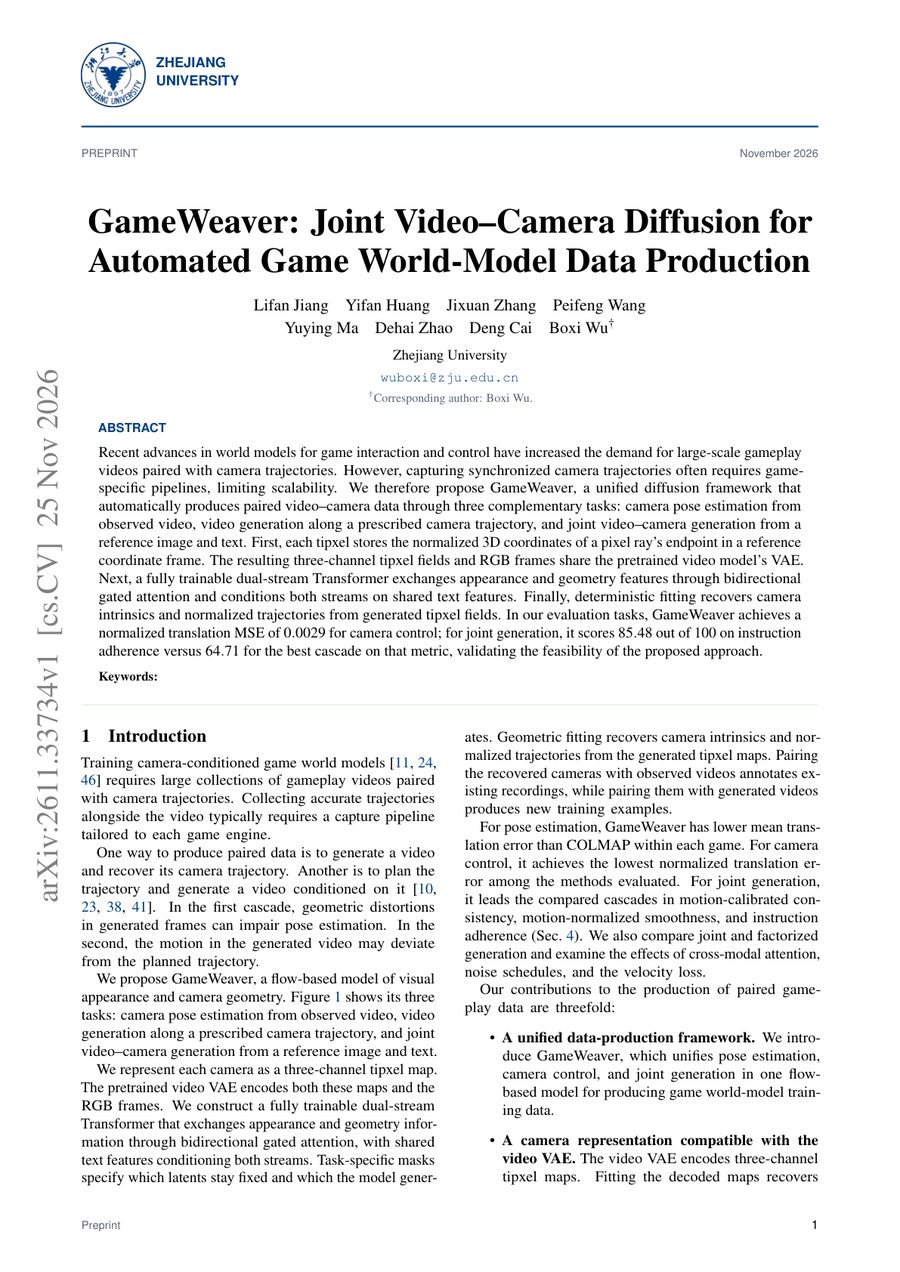 ZHEJIANG
UNIVERSITY
PREPRINT
November 2026
GameWeaver: Joint Video–Camera Diffusion for
Automated Game World-Model Data Production
Lifan Jiang Yifan Huang Jixuan Zhang Peifeng Wang
Yuying Ma Dehai Zhao Deng Cai Boxi Wu†
Zhejiang University
wuboxi@zju.edu.cn
†Corresponding author: Boxi Wu.
ABSTRACT
Recent advances in world models for game interaction and control have increased the demand for large-scale gameplay
videos paired with camera trajectories. However, capturing synchronized camera trajectories often requires game-
specific pipelines, limiting scalability. We therefore propose GameWeaver, a unified diffusion framework that
automatically produces paired video–camera data through three complementary tasks: camera pose estimation from
observed video, video generation along a prescribed camera trajectory, and joint video–camera generation from a
reference image and text. First, each tipxel stores the normalized 3D coordinates of a pixel ray's endpoint in a reference
coordinate frame. The resulting three-channel tipxel fields and RGB frames share the pretrained video model's VAE.
Next, a fully trainable dual-stream Transformer exchanges appearance and geometry features through bidirectional
gated attention and conditions both streams on shared text features. Finally, deterministic fitting recovers camera
intrinsics and normalized trajectories from generated tipxel fields. In our evaluation tasks, GameWeaver achieves a
normalized translation MSE of 0.0029 for camera control; for joint generation, it scores 85.48 out of 100 on instruction
adherence versus 64.71 for the best cascade on that metric, validating the feasibility of the proposed approach.
Keywords:
arXiv:2611.33734v1 [cs.CV] 25 Nov 2026
1 Introduction
Training camera-conditioned game world models [11, 24,
46] requires large collections of gameplay videos paired
with camera trajectories. Collecting accurate trajectories
alongside the video typically requires a capture pipeline
tailored to each game engine.
One way to produce paired data is to generate a video
and recover its camera trajectory. Another is to plan the
trajectory and generate a video conditioned on it [10,
23, 38, 41]. In the first cascade, geometric distortions
in generated frames can impair pose estimation. In the
second, the motion in the generated video may deviate
from the planned trajectory.
We propose GameWeaver, a flow-based model of visual
appearance and camera geometry. Figure 1 shows its three
tasks: camera pose estimation from observed video, video
generation along a prescribed camera trajectory, and joint
video–camera generation from a reference image and text.
We represent each camera as a three-channel tipxel map.
The pretrained video VAE encodes both these maps and the
RGB frames. We construct a fully trainable dual-stream
Transformer that exchanges appearance and geometry infor-
mation through bidirectional gated attention, with shared
text features conditioning both streams. Task-specific masks
specify which latents stay fixed and which the model gener-
ates. Geometric fitting recovers camera intrinsics and nor-
malized trajectories from the generated tipxel maps. Pairing
the recovered cameras with observed videos annotates ex-
isting recordings, while pairing them with generated videos
produces new training examples.
For pose estimation, GameWeaver has lower mean trans-
lation error than COLMAP within each game. For camera
control, it achieves the lowest normalized translation er-
ror among the methods evaluated. For joint generation,
it leads the compared cascades in motion-calibrated con-
sistency, motion-normalized smoothness, and instruction
adherence (Sec. 4). We also compare joint and factorized
generation and examine the effects of cross-modal attention,
noise schedules, and the velocity loss.
Our contributions to the production of paired game-
play data are threefold:
• A unified data-production framework. We intro-
duce GameWeaver, which unifies pose estimation,
camera control, and joint generation in one flow-
based model for producing game world-model train-
ing data.
• A camera representation compatible with the
video VAE. The video VAE encodes three-channel
tipxel maps. Fitting the decoded maps recovers
Preprint
1